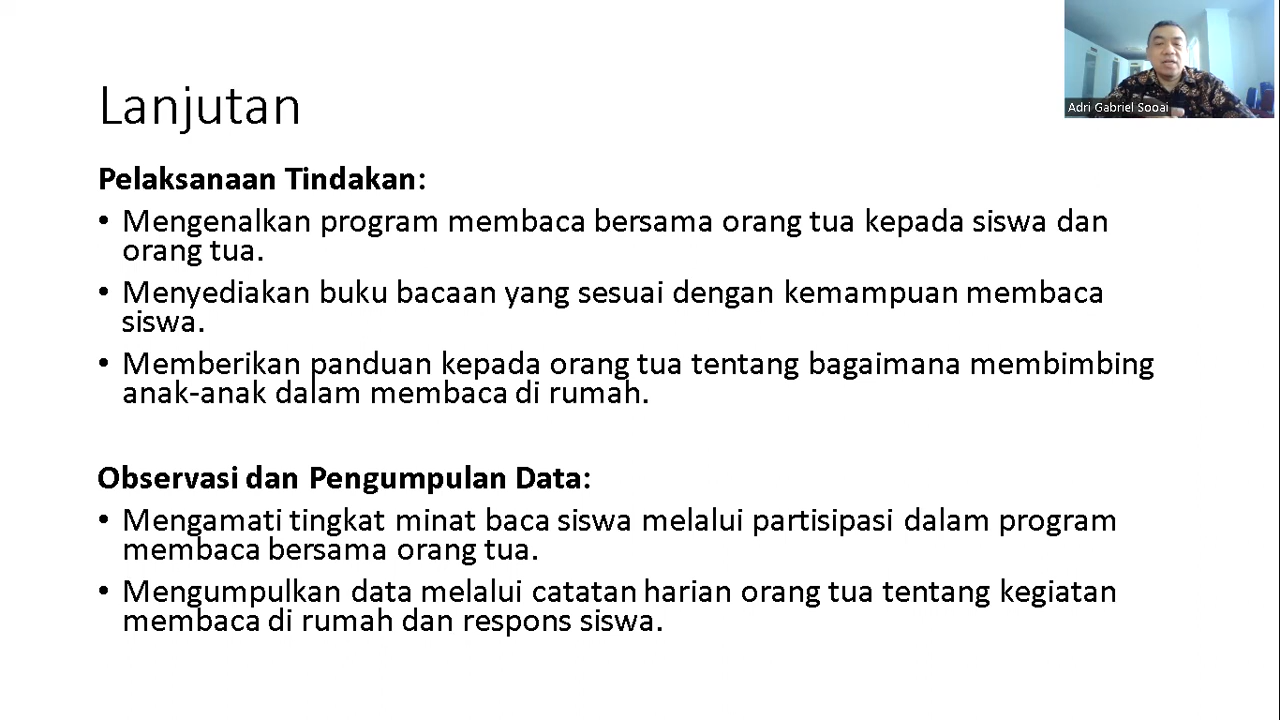 Lanjutan
Adri Gabriel Sooai
Pelaksanaan Tindakan:
• Mengenalkan program membaca bersama orang tua kepada siswa dan
orang tua.
• Menyediakan buku bacaan yang sesuai dengan kemampuan membaca
siswa.
• Memberikan panduan kepada orang tua tentang bagaimana membimbing
anak-anak dalam membaca di rumah.
Observasi dan Pengumpulan Data:
• Mengamati tingkat minat baca siswa melalui partisipasi dalam program
membaca bersama orang tua.
• Mengumpulkan data melalui catatan harian orang tua tentang kegiatan
membaca di rumah dan respons siswa.